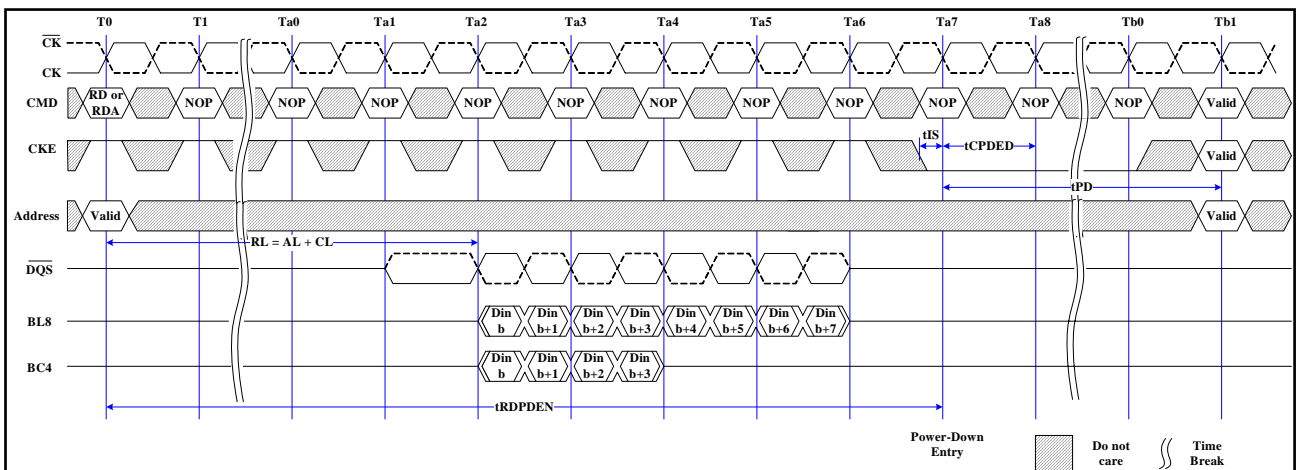 T0 T1 Ta0 Ta1 Ta2 Ta3 Ta4 Ta5 Ta6 Ta7 Ta8 Tb0 Tb1
CK
CK
CMD RD or RDA NOP NOP NOP NOP NOP NOP NOP NOP NOP NOP NOP Valid
tIS
CKE tCPDED Valid
tPD
Address Valid Valid
RL = AL + CL
DQS
BL8 Din b Din b+1 Din b+2 Din b+3 Din b+4 Din b+5 Din b+6 Din b+7
BC4 Din b Din b+1 Din b+2 Din b+3
tRDPDEN
Power-Down Entry
Do not care
Time Break